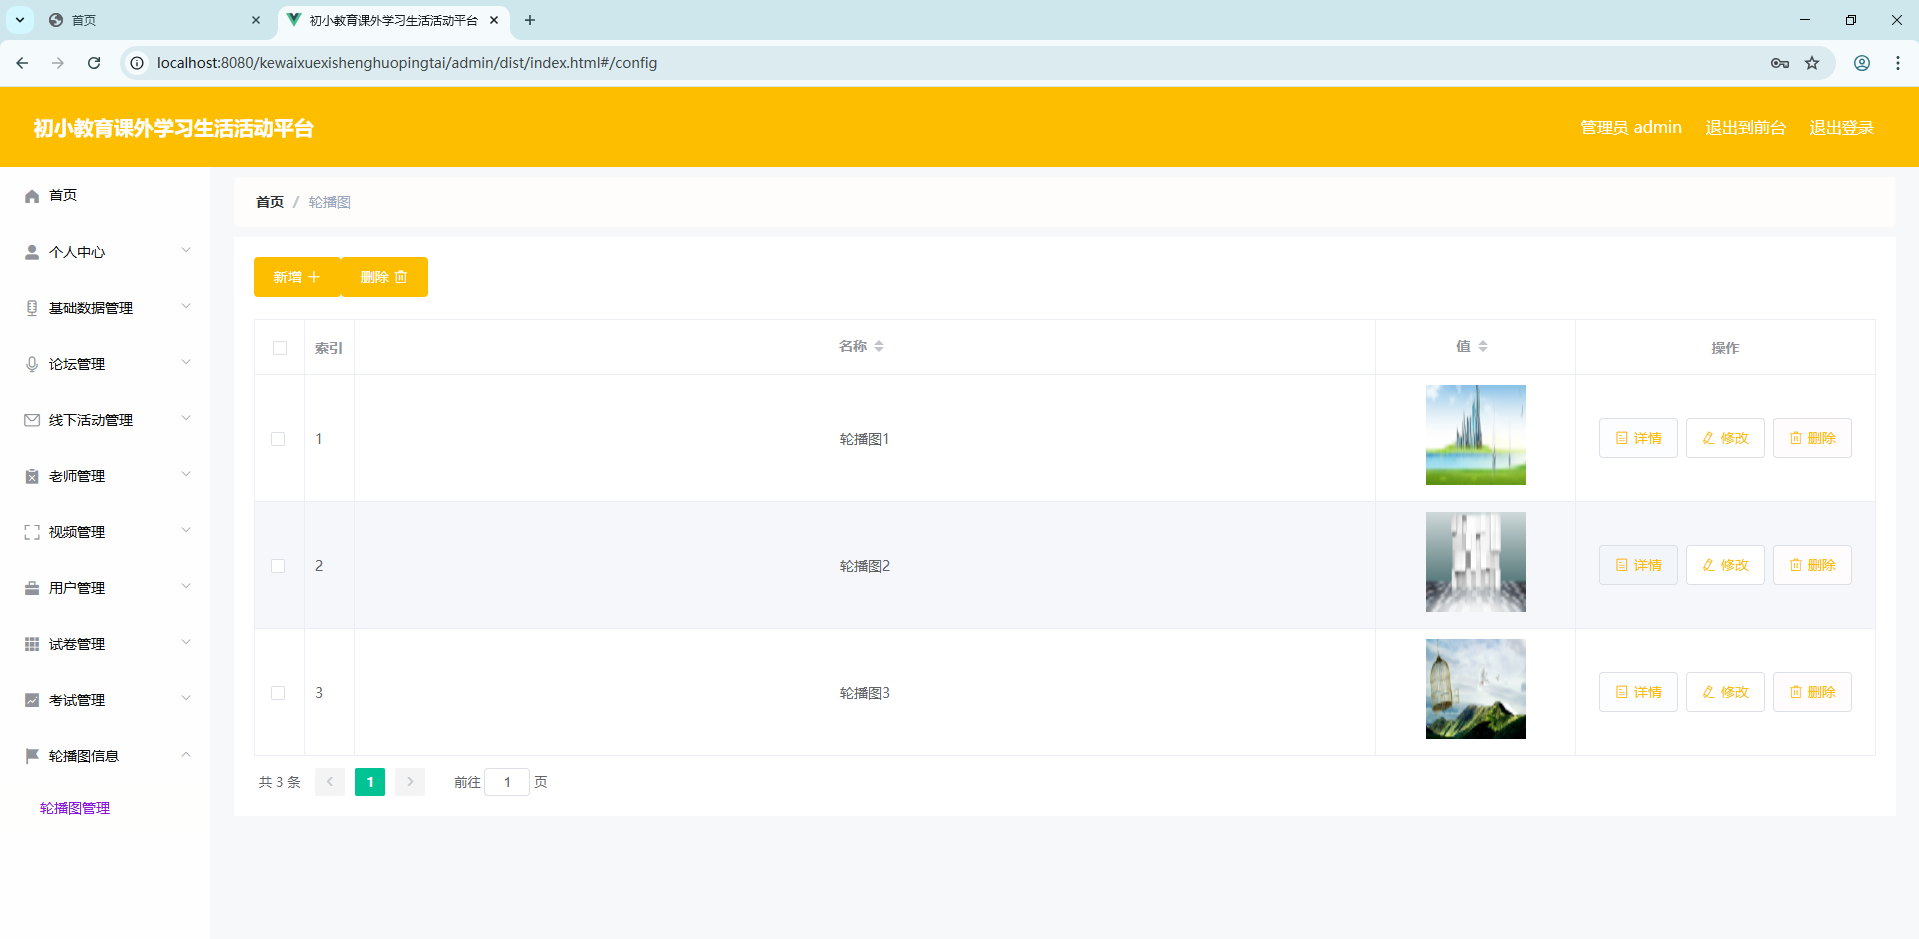 首页
初小教育课外学习生活活动平台
localhost:8080/kewaixuexishenghuopingtai/admin/dist/index.html#/config
初小教育课外学习生活活动平台
管理员 admin 退出到前台 退出登录
首页
个人中心
基础数据管理
论坛管理
线下活动管理
老师管理
视频管理
用户管理
试卷管理
考试管理
轮播图信息
轮播图管理
首页 / 轮播图
新增 删除
索引 名称 值 操作
1 轮播图1 详情 修改 删除
2 轮播图2 详情 修改 删除
3 轮播图3 详情 修改 删除
共 3 条 1 前往 1 页